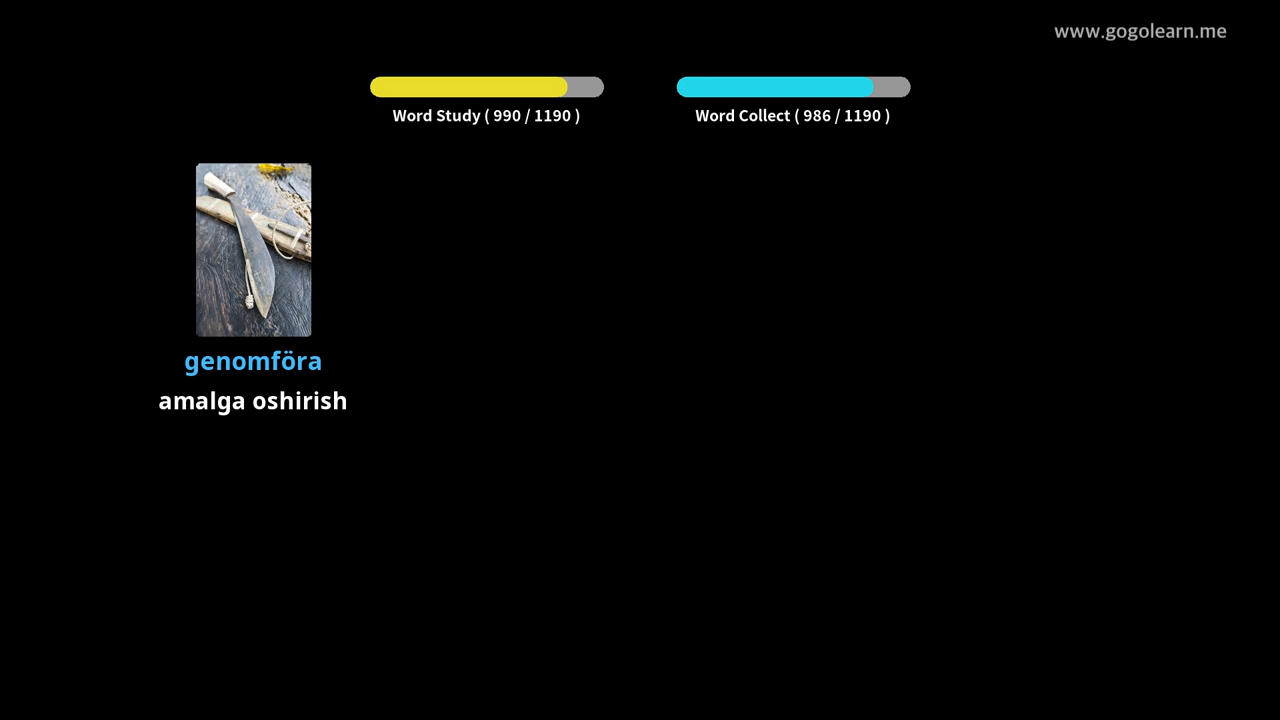 www.gogolearn.me
Word Study ( 990 / 1190 )
Word Collect ( 986 / 1190 )
genomföra
amalga oshirish